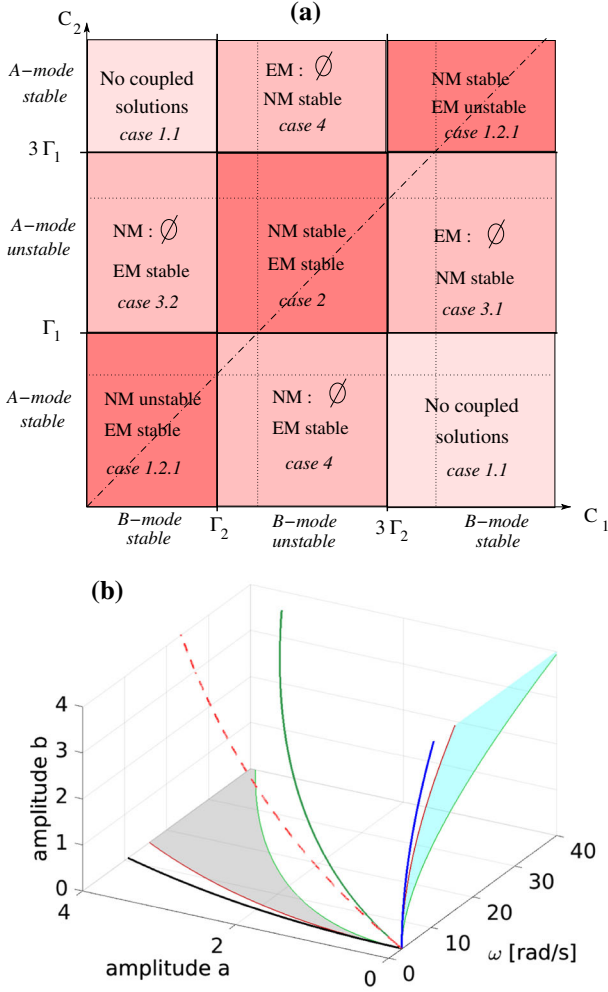 (a)
C₂
A−mode
stable
No coupled
solutions
case 1.1
EM : ∅
NM stable
case 4
NM stable
EM unstable
case 1.2.1
3 Γ₁
A−mode
unstable
NM : ∅
EM stable
case 3.2
NM stable
EM stable
case 2
EM : ∅
NM stable
case 3.1
Γ₁
A−mode
stable
NM unstable
EM stable
case 1.2.1
NM : ∅
EM stable
case 4
No coupled
solutions
case 1.1
B−mode
stable
Γ₂
B−mode
unstable
3 Γ₂
B−mode
stable
C₁
(b)
amplitude b
4
3
2
1
0
4
2
0
amplitude a
0
10
20
30
40
ω [rad/s]